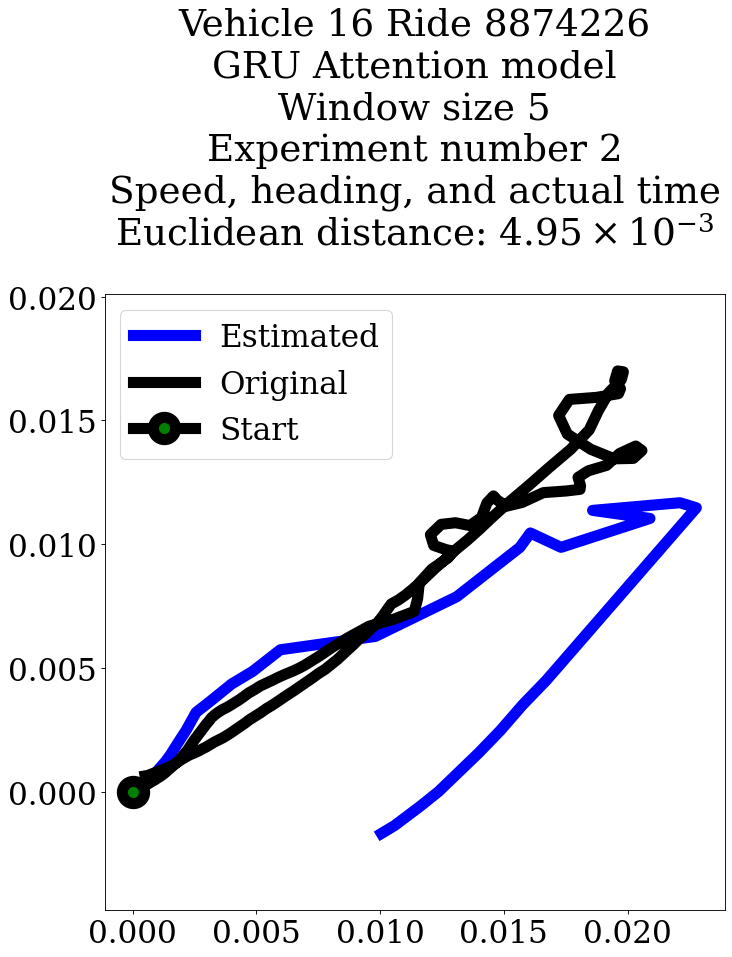 Vehicle 16 Ride 8874226
GRU Attention model
Window size 5
Experiment number 2
Speed, heading, and actual time
Euclidean distance: 4.95 × 10⁻³
0.020
Estimated
Original
Start
0.015
0.010
0.005
0.000
0.000 0.005 0.010 0.015 0.020